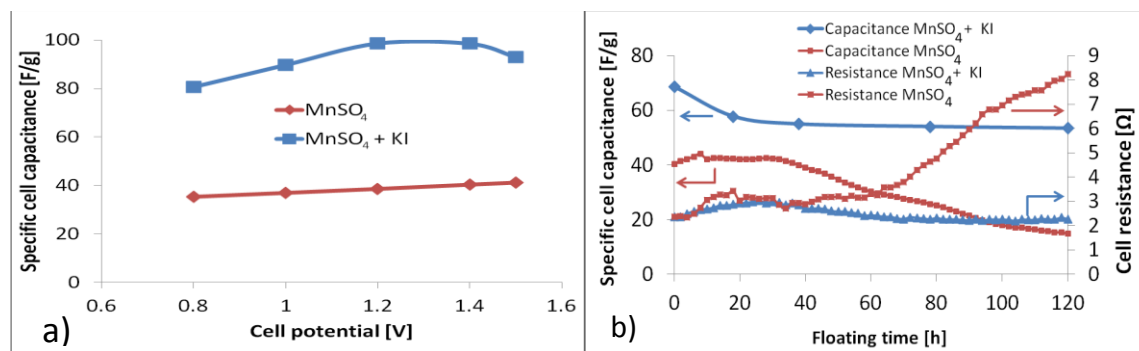 Specific cell capacitance [F/g]
120
100
80
60
40
20
0
0.6
0.8
1
1.2
1.4
1.6
Cell potential [V]
MnSO4
MnSO4 + KI
a)
Capacitance MnSO4+ KI
Capacitance MnSO4
Resistance MnSO4+ KI
Resistance MnSO4
Specific cell capacitance [F/g]
80
60
40
20
0
0
20
40
60
80
100
120
Floating time [h]
9
8
7
6
5
4
3
2
1
0
Cell resistance [Ω]
b)